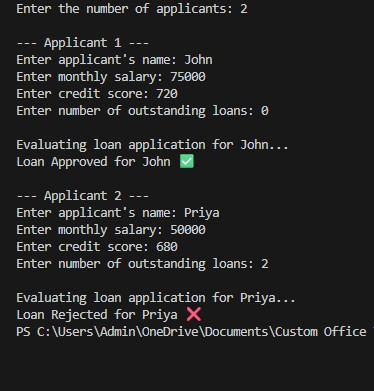 Enter the number of applicants: 2
--- Applicant 1 ---
Enter applicant's name: John
Enter monthly salary: 75000
Enter credit score: 720
Enter number of outstanding loans: 0
Evaluating loan application for John...
Loan Approved for John ✅
--- Applicant 2 ---
Enter applicant's name: Priya
Enter monthly salary: 50000
Enter credit score: 680
Enter number of outstanding loans: 2
Evaluating loan application for Priya...
Loan Rejected for Priya ❌
PS C:\Users\Admin\OneDrive\Documents\Custom Office